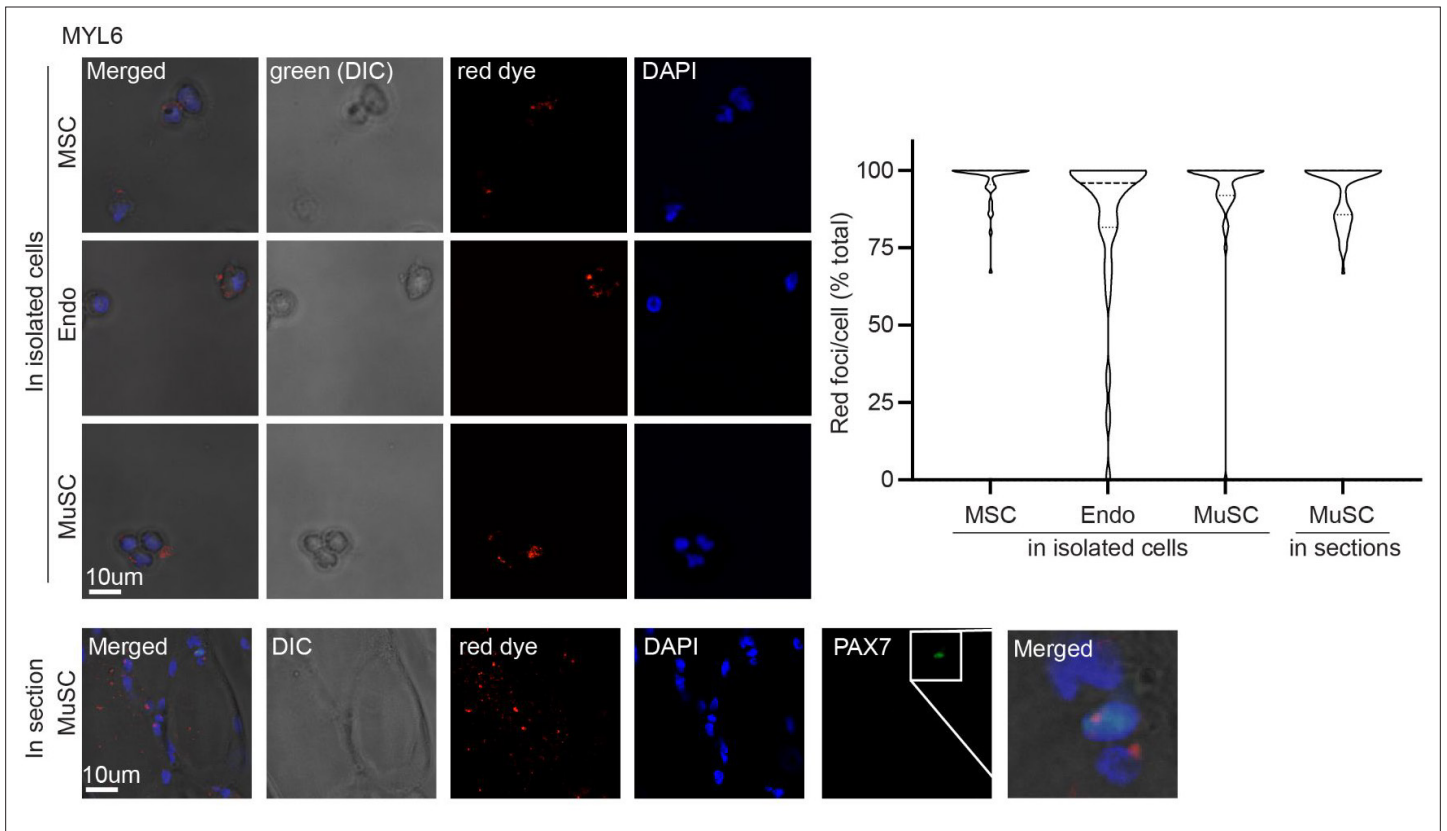 MYL6
Merged green (DIC) red dye DAPI
In isolated cells
MSC
Endo
MuSC
10um
Red foci/cell (% total)
100
75
50
25
0
MSC Endo MuSC MuSC
in isolated cells in sections
In section
MuSC
Merged DIC red dye DAPI PAX7 Merged
10um